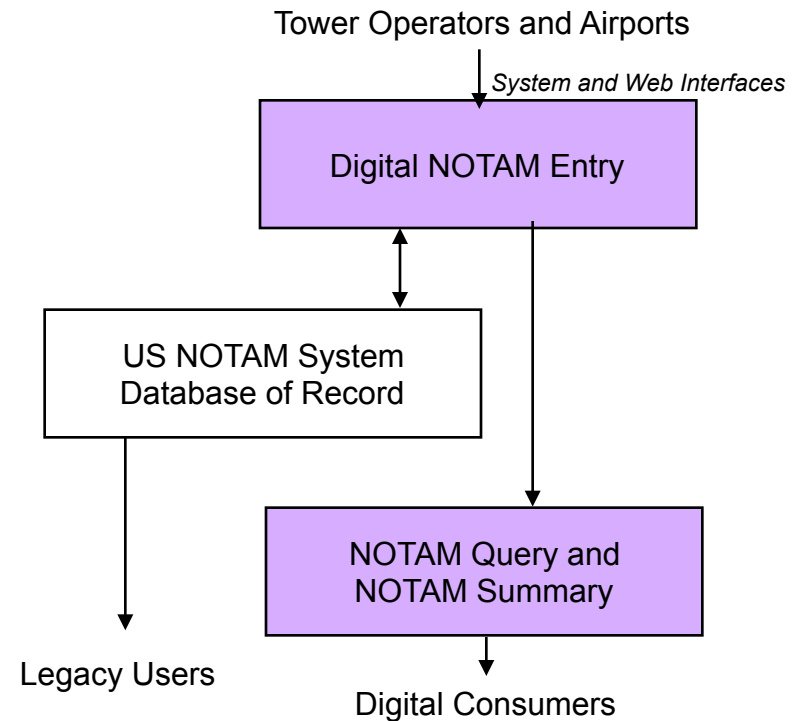 Tower Operators and Airports
System and Web Interfaces
Digital NOTAM Entry
US NOTAM System
Database of Record
NOTAM Query and
NOTAM Summary
Legacy Users
Digital Consumers